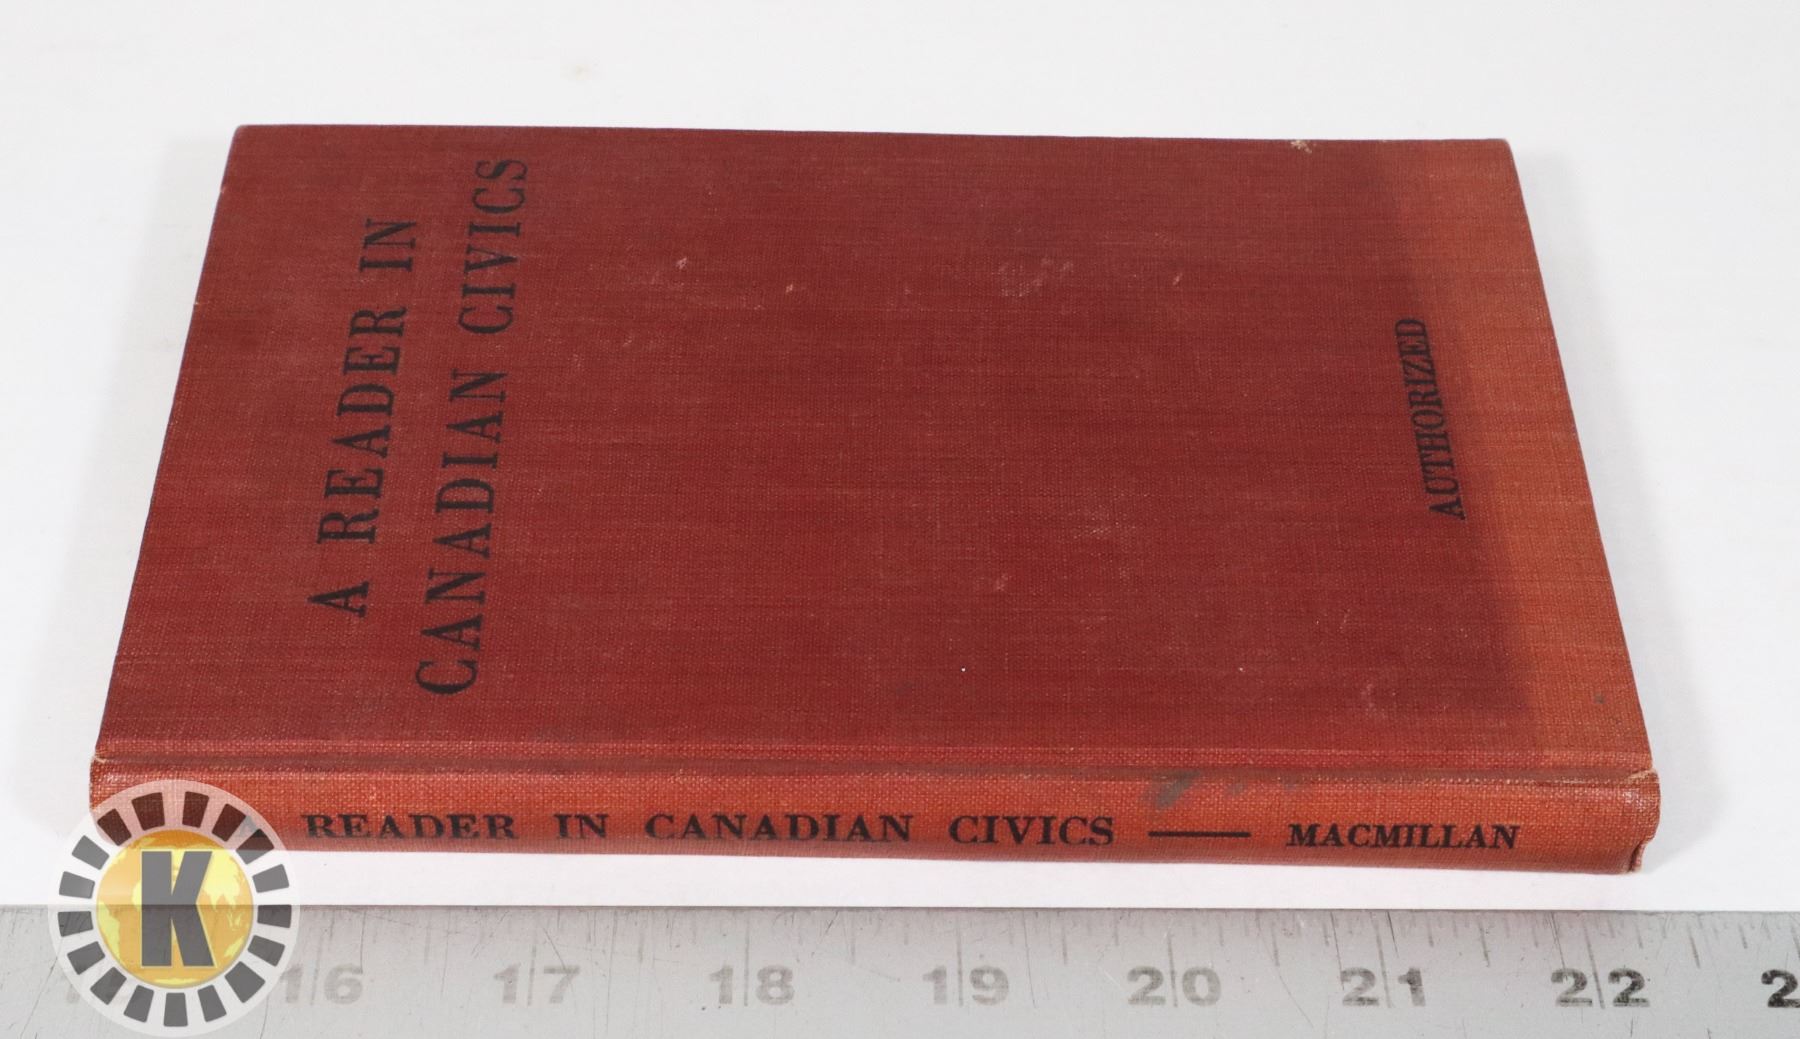 A READER IN
CANADIAN CIVICS
AUTHORIZED
READER IN CANADIAN CIVICS — MACMILLAN
K
16 17 18 19 20 21 22